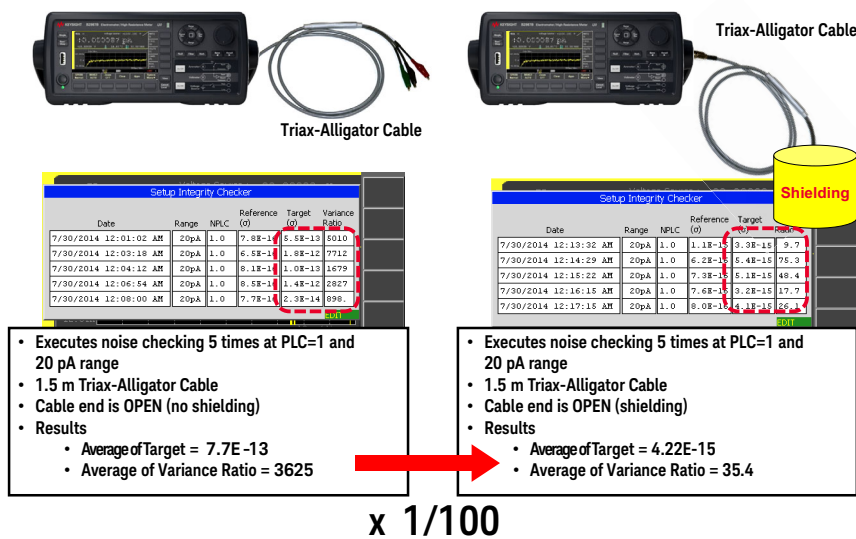 Triax-Alligator Cable
Setup Integrity Checker
Date Range NPLC Reference (σ) Target (σ) Variance Ratio
7/30/2014 12:01:02 AM 20pA 1.0 7.8E-1 5.8E-13 5010
7/30/2014 12:03:18 AM 20pA 1.0 6.5E-1 1.8E-12 7712
7/30/2014 12:04:12 AM 20pA 1.0 8.1E-1 1.0E-13 1679
7/30/2014 12:06:54 AM 20pA 1.0 8.5E-1 1.4E-12 2827
7/30/2014 12:08:00 AM 20pA 1.0 7.7E-1 2.3E-14 898.
EDIT
• Executes noise checking 5 times at PLC=1 and
20 pA range
• 1.5 m Triax-Alligator Cable
• Cable end is OPEN (no shielding)
• Results
• Average of Target = 7.7E -13
• Average of Variance Ratio = 3625
Triax-Alligator Cable
Shielding
Setup Integrity Checker
Date Range NPLC Reference (σ) Target (σ) Ratio
7/30/2014 12:13:32 AM 20pA 1.0 1.1E-1 3.3E-15 9.7
7/30/2014 12:14:29 AM 20pA 1.0 6.2E-1 5.4E-15 75.3
7/30/2014 12:15:22 AM 20pA 1.0 7.3E-1 5.1E-15 48.4
7/30/2014 12:16:15 AM 20pA 1.0 7.6E-1 3.2E-15 17.7
7/30/2014 12:17:15 AM 20pA 1.0 8.0E-1 4.1E-15 26.1
EDIT
• Executes noise checking 5 times at PLC=1 and
20 pA range
• 1.5 m Triax-Alligator Cable
• Cable end is OPEN (shielding)
• Results
• Average of Target = 4.22E-15
• Average of Variance Ratio = 35.4
x 1/100